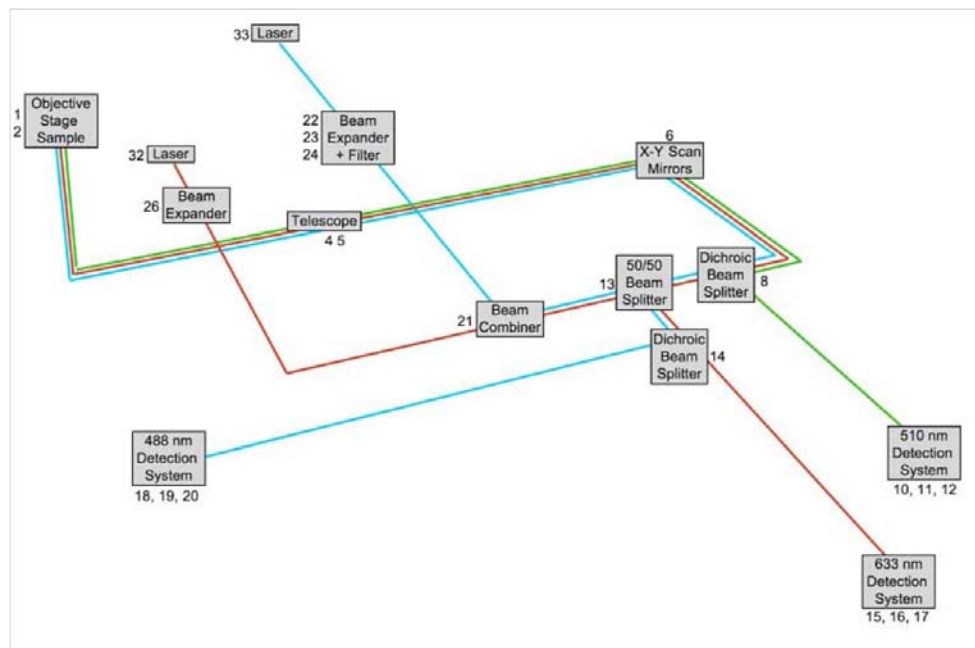 33 Laser
1
2
Objective
Stage
Sample
22
23
24
Beam
Expander
+ Filter
6
X-Y Scan
Mirrors
32 Laser
26
Beam
Expander
Telescope
4 5
13
50/50
Beam
Splitter
Dichroic
Beam
Splitter
8
21
Beam
Combiner
Dichroic
Beam
Splitter
14
488 nm
Detection
System
18, 19, 20
510 nm
Detection
System
10, 11, 12
633 nm
Detection
System
15, 16, 17